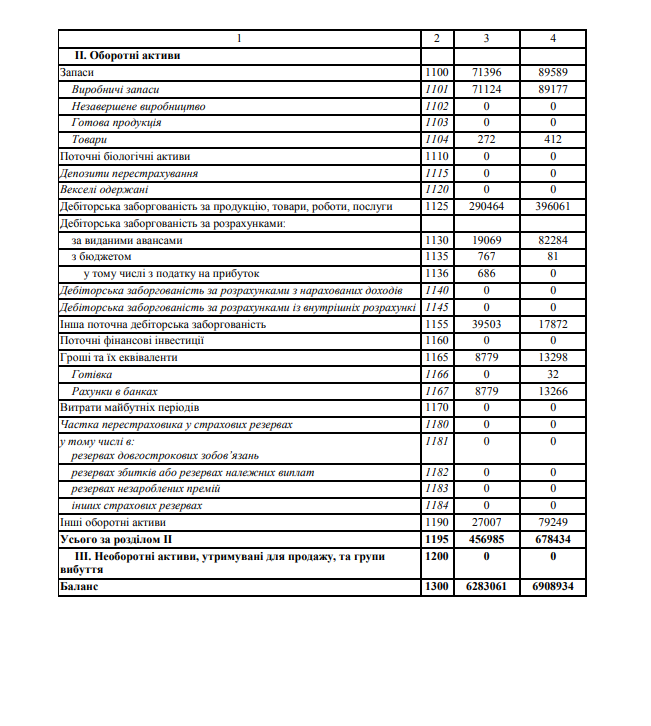 1 2 3 4
ІІ. Оборотні активи
Запаси 1100 71396 89589
Виробничі запаси 1101 71124 89177
Незавершене виробництво 1102 0 0
Готова продукція 1103 0 0
Товари 1104 272 412
Поточні біологічні активи 1110 0 0
Депозити перестрахування 1115 0 0
Векселі одержані 1120 0 0
Дебіторська заборгованість за продукцію, товари, роботи, послуги 1125 290464 396061
Дебіторська заборгованість за розрахунками:
за виданими авансами 1130 19069 82284
з бюджетом 1135 767 81
у тому числі з податку на прибуток 1136 686 0
Дебіторська заборгованість за розрахунками з нарахованих доходів 1140 0 0
Дебіторська заборгованість за розрахунками із внутрішніх розрахункі 1145 0 0
Інша поточна дебіторська заборгованість 1155 39503 17872
Поточні фінансові інвестиції 1160 0 0
Гроші та їх еквіваленти 1165 8779 13298
Готівка 1166 0 32
Рахунки в банках 1167 8779 13266
Витрати майбутніх періодів 1170 0 0
Частка перестраховика у страхових резервах 1180 0 0
у тому числі в: 1181 0 0
резервах довгострокових зобов’язань
резервах збитків або резервах належних виплат 1182 0 0
резервах незароблених премій 1183 0 0
інших страхових резервах 1184 0 0
Інші оборотні активи 1190 27007 79249
Усього за розділом ІІ 1195 456985 678434
ІІІ. Необоротні активи, утримувані для продажу, та групи 1200 0 0
вибуття
Баланс 1300 6283061 6908934